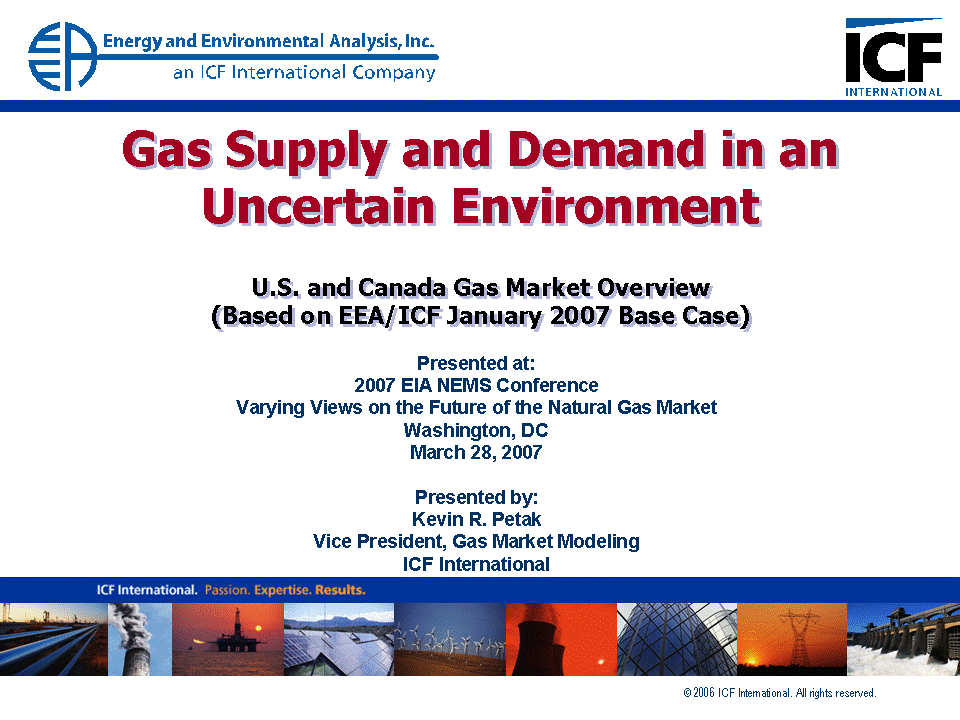 EEA
Energy and Environmental Analysis, Inc.
an ICF International Company
ICF
INTERNATIONAL
Gas Supply and Demand in an
Uncertain Environment
U.S. and Canada Gas Market Overview
(Based on EEA/ICF January 2007 Base Case)
Presented at:
2007 EIA NEMS Conference
Varying Views on the Future of the Natural Gas Market
Washington, DC
March 28, 2007
Presented by:
Kevin R. Petak
Vice President, Gas Market Modeling
ICF International
ICF International. Passion. Expertise. Results.
© 2006 ICF International. All rights reserved.